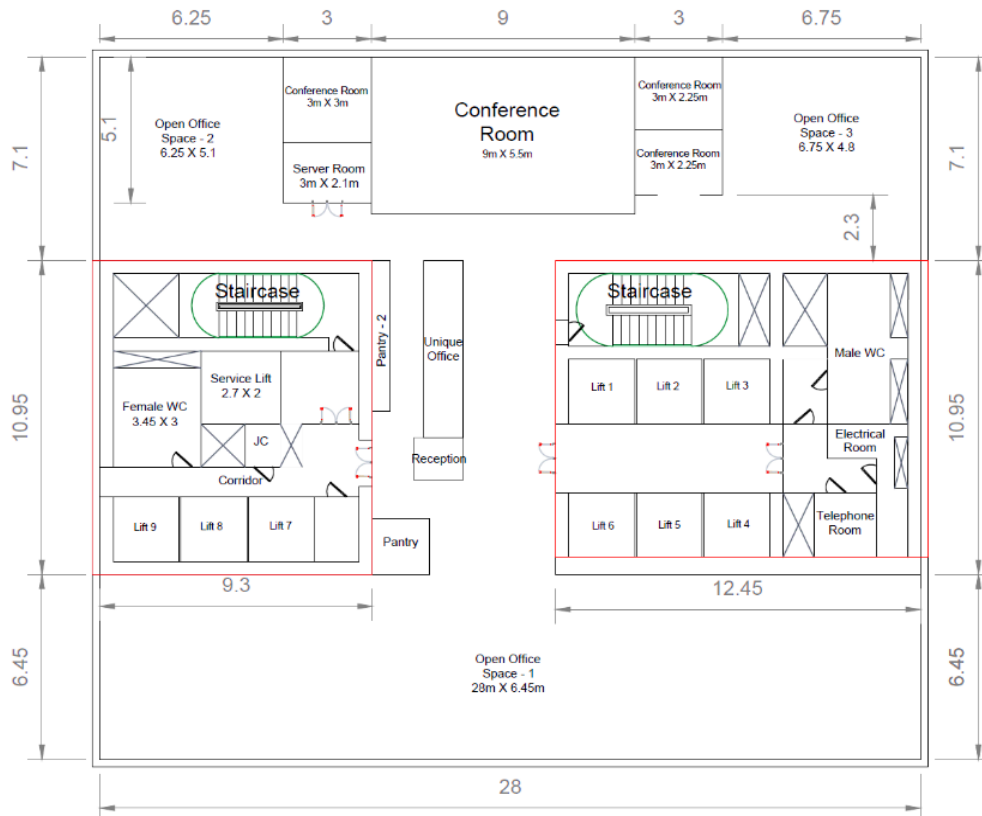 6.25
3
9
3
6.75
7.1
5.1
Open Office
Space - 2
6.25 X 5.1
Conference Room
3m X 3m
Server Room
3m X 2.1m
Conference
Room
9m X 5.5m
Conference Room
3m X 2.25m
Conference Room
3m X 2.25m
Open Office
Space - 3
6.75 X 4.8
7.1
2.3
10.95
Staircase
Pantry - 2
Unique
Office
Staircase
Male WC
10.95
Service Lift
2.7 X 2
Female WC
3.45 X 3
JC
Corridor
Lift 1
Lift 2
Lift 3
Electrical
Room
Reception
Lift 9
Lift 8
Lift 7
Pantry
Lift 6
Lift 5
Lift 4
Telephone
Room
9.3
12.45
6.45
Open Office
Space - 1
28m X 6.45m
6.45
28